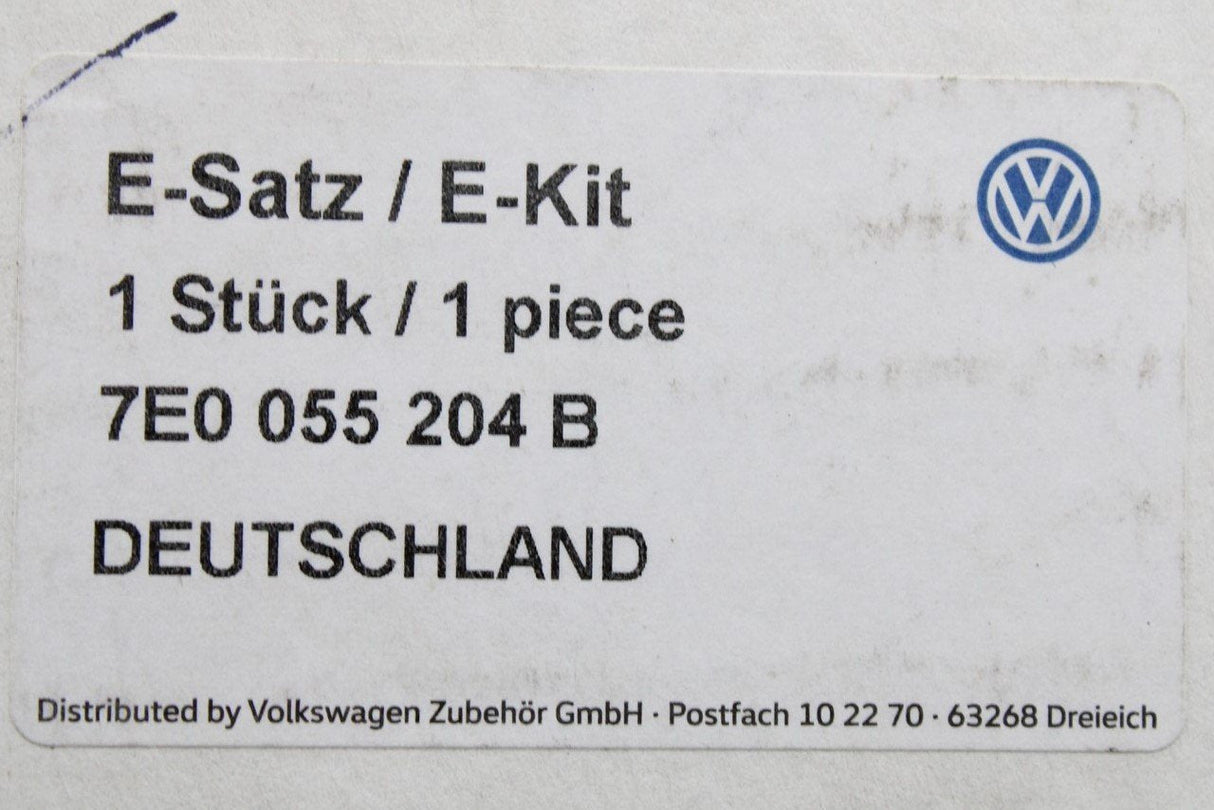 E-Satz / E-Kit
1 Stück / 1 piece
7E0 055 204 B
DEUTSCHLAND
Distributed by Volkswagen Zubehör GmbH · Postfach 10 22 70 · 63268 Dreieich